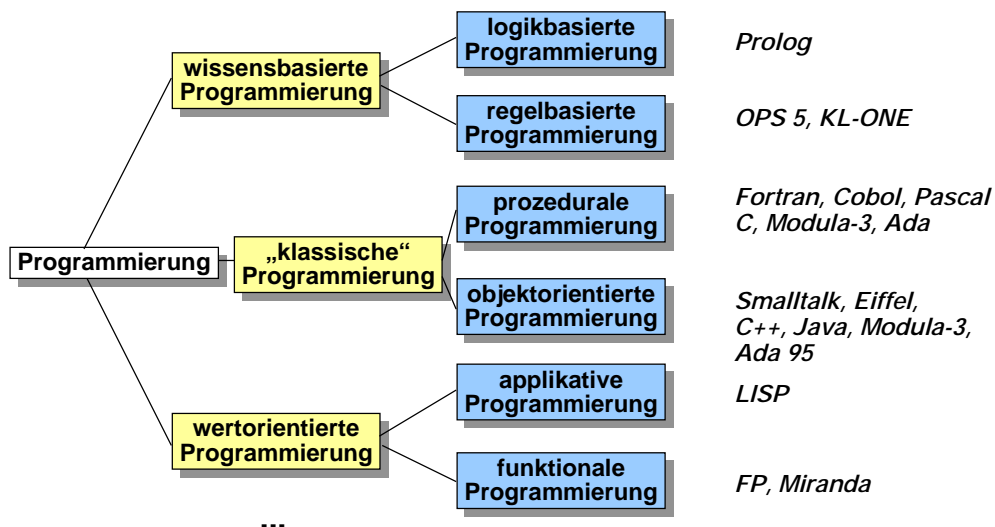 logikbasierte
Programmierung
Prolog
wissensbasierte
Programmierung
regelbasierte
Programmierung
OPS 5, KL-ONE
prozedurale
Programmierung
Fortran, Cobol, Pascal
C, Modula-3, Ada
Programmierung
„klassische“
Programmierung
objektorientierte
Programmierung
Smalltalk, Eiffel,
C++, Java, Modula-3,
Ada 95
applikative
Programmierung
LISP
wertorientierte
Programmierung
funktionale
Programmierung
FP, Miranda
...